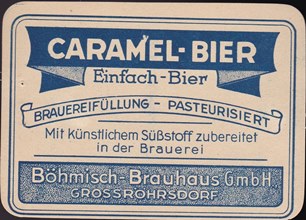 CARAMEL-BIER
Einfach-Bier
BRAUEREIFÜLLUNG - PASTEURISIERT
Mit Künstlichem Süßstoff zubereitet
in der Brauerei
Böhmisch-Brauhaus GmbH
GROSSRÖHRSDORF